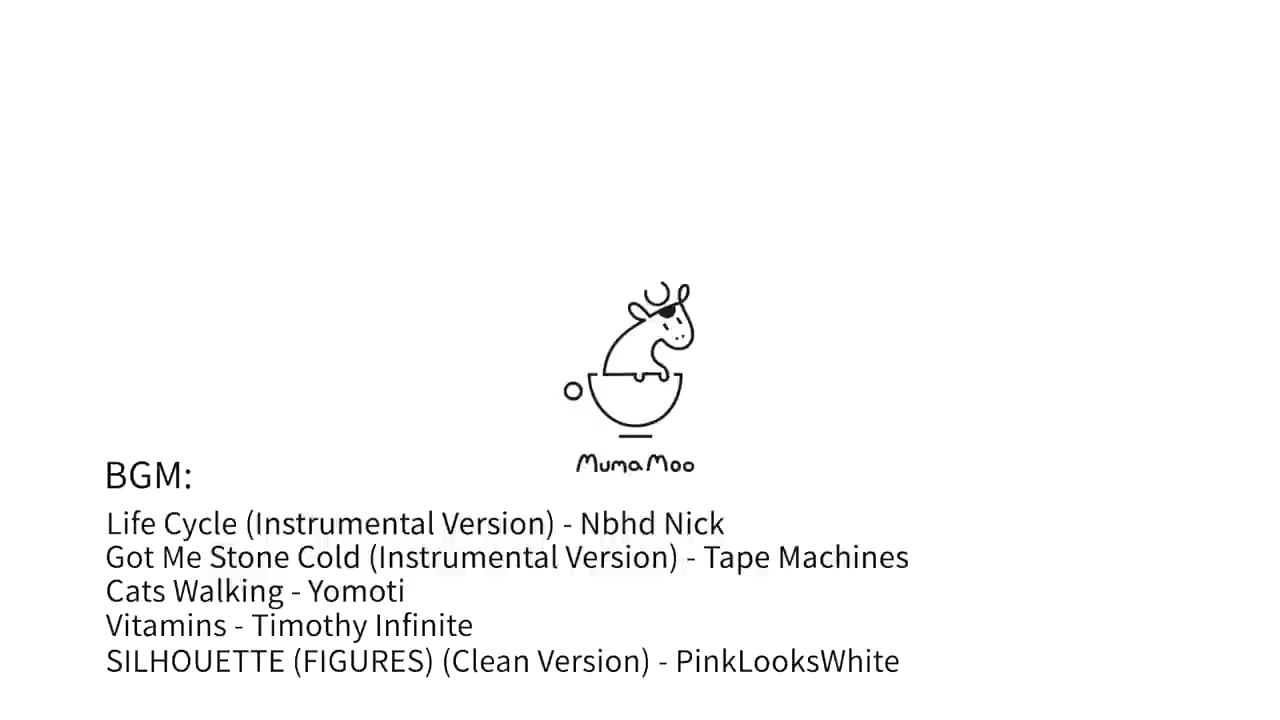 MumaMoo
BGM:
Life Cycle (Instrumental Version) - Nbhd Nick
Got Me Stone Cold (Instrumental Version) - Tape Machines
Cats Walking - Yomoti
Vitamins - Timothy Infinite
SILHOUETTE (FIGURES) (Clean Version) - PinkLooksWhite